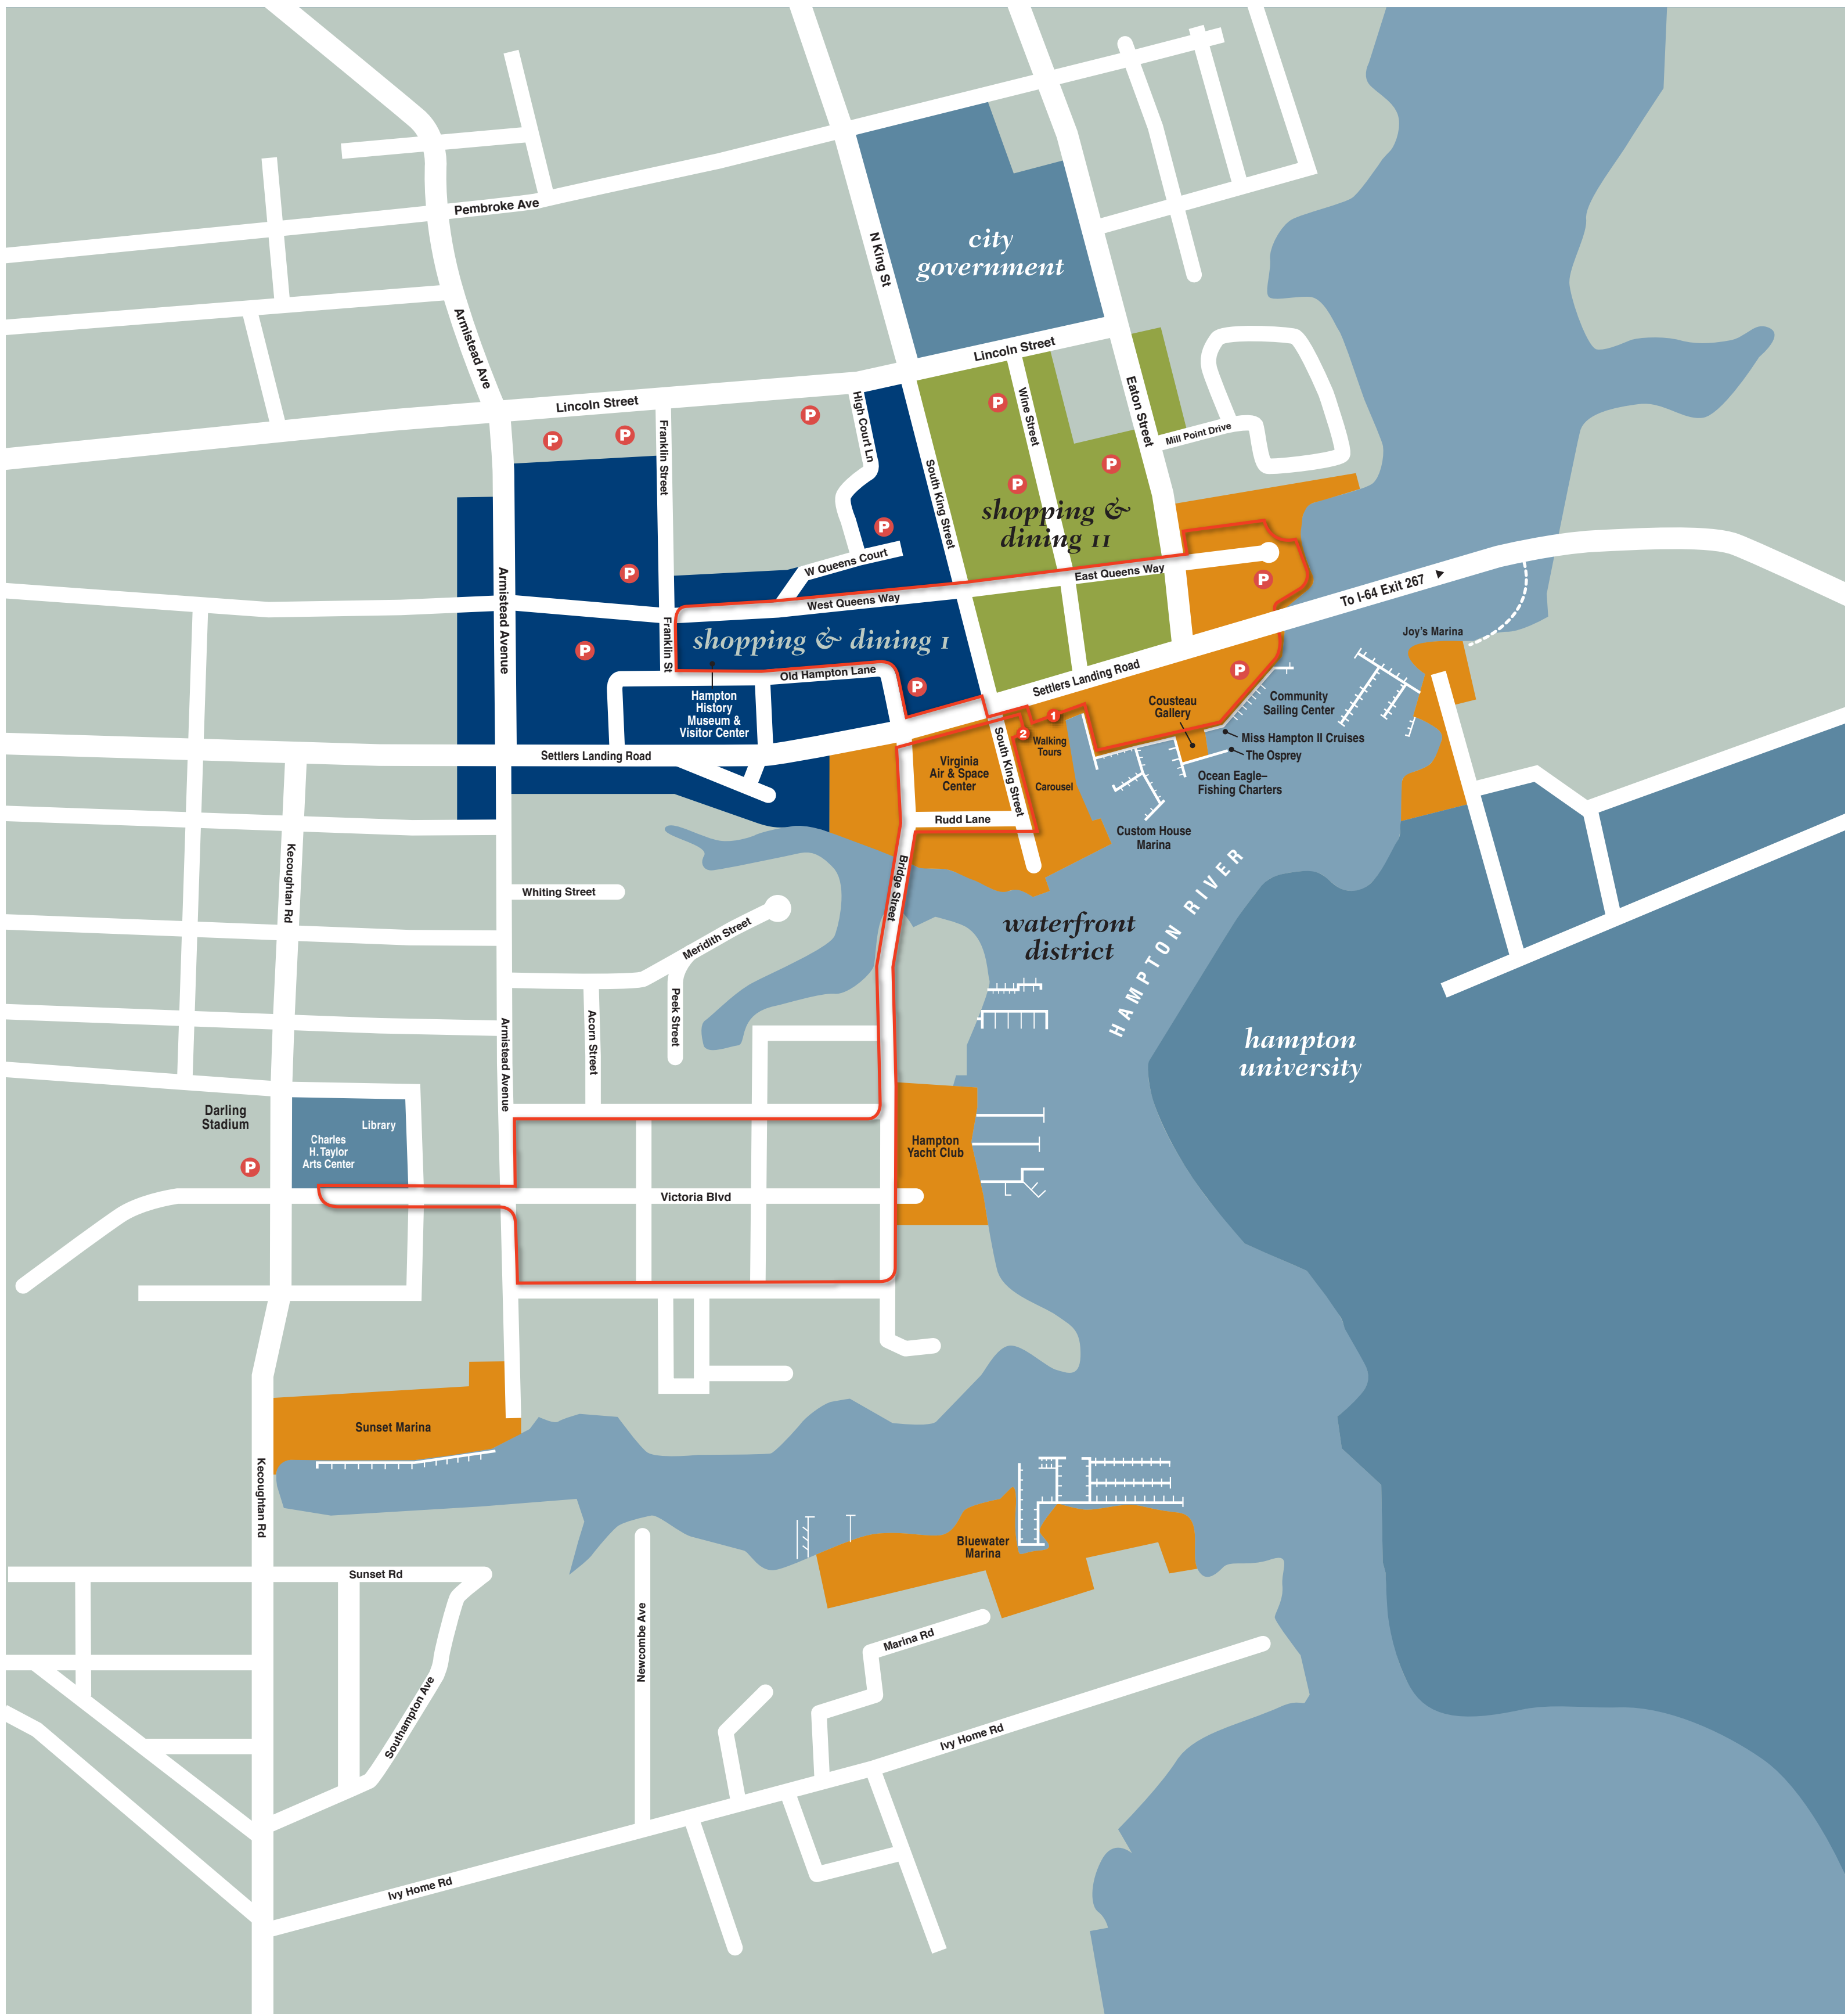 Pembroke Ave
N King St
city
government
Armistead Ave
Lincoln Street
Lincoln Street
High Court Ln
Wine Street
Eaton Street
Mill Point Drive
P
P
P
P
P
P
P
Franklin Street
South King Street
shopping &
dining II
P
W Queens Court
East Queens Way
P
To I-64 Exit 267
P
Armistead Avenue
West Queens Way
Franklin St
shopping & dining I
Joy's Marina
P
Old Hampton Lane
P
Settlers Landing Road
P
Hampton
History
Museum &
Visitor Center
Cousteau
Gallery
Community
Sailing Center
1
2
Walking
Tours
Miss Hampton II Cruises
The Osprey
Settlers Landing Road
Virginia
Air & Space
Center
South King Street
Carousel
Ocean Eagle–
Fishing Charters
Rudd Lane
Custom House
Marina
Kecoughtan Rd
Bridge Street
Whiting Street
Meridith Street
waterfront
district
HAMPTON RIVER
Peek Street
Acorn Street
Armistead Avenue
hampton
university
Darling
Stadium
Library
Charles
H. Taylor
Arts Center
P
Hampton
Yacht Club
Victoria Blvd
Sunset Marina
Kecoughtan Rd
Bluewater
Marina
Sunset Rd
Newcombe Ave
Marina Rd
Southampton Ave
Ivy Home Rd
Ivy Home Rd